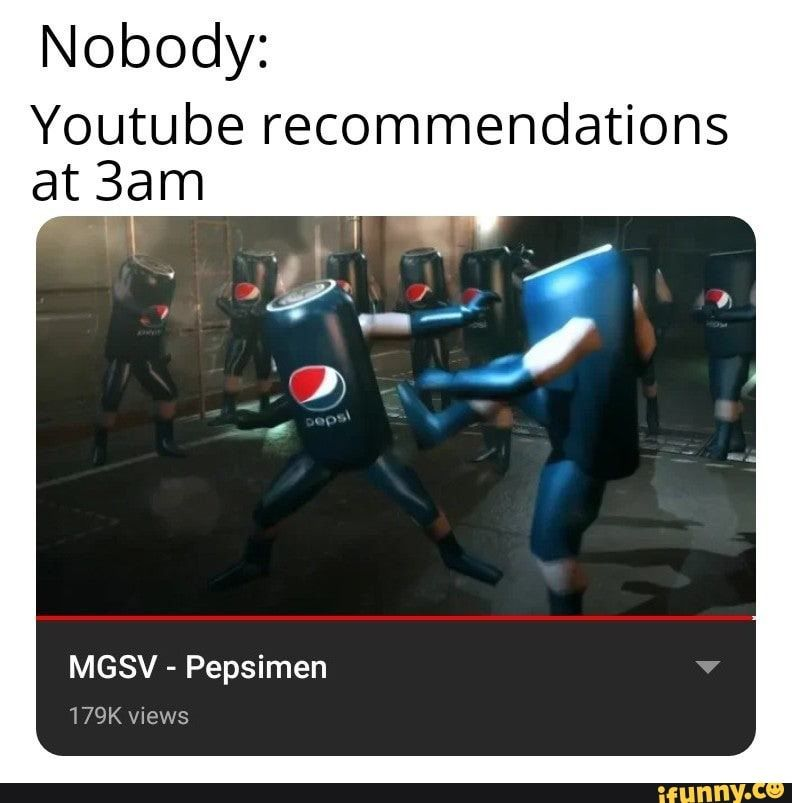 Nobody:
Youtube recommendations
at 3am
pepsi
MGSV - Pepsimen
179K views
ifunny.co